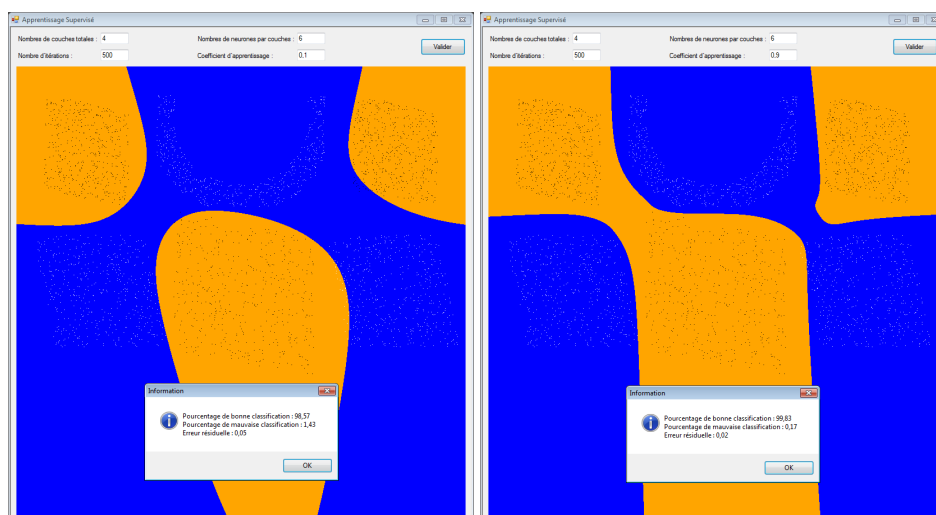 Apprentissage Supervisé
Nombres de couches totales : 4
Nombres de neurones par couches : 6
Valider
Nombre d'itérations : 500
Coefficient d'apprentissage : 0.1
Information
Pourcentage de bonne classification : 98,57
Pourcentage de mauvaise classification : 1,43
Erreur résiduelle : 0,05
OK
Apprentissage Supervisé
Nombres de couches totales : 4
Nombres de neurones par couches : 6
Valider
Nombre d'itérations : 500
Coefficient d'apprentissage : 0.9
Information
Pourcentage de bonne classification : 99,83
Pourcentage de mauvaise classification : 0,17
Erreur résiduelle : 0,02
OK